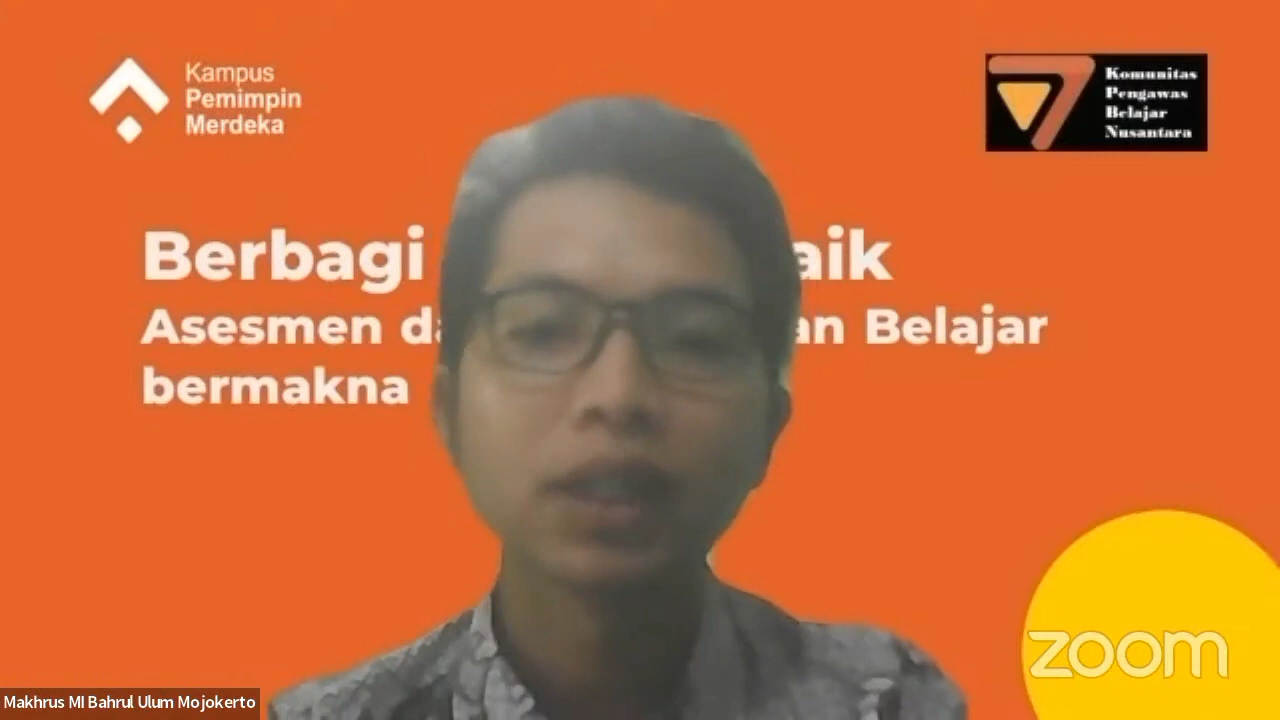 Kampus
Pemimpin
Merdeka
Komunitas
Pengawas
Belajar
Nusantara
Berbagi aik
Asesmen da an Belajar
bermakna
zoom
Makhrus MI Bahrul Ulum Mojokerto